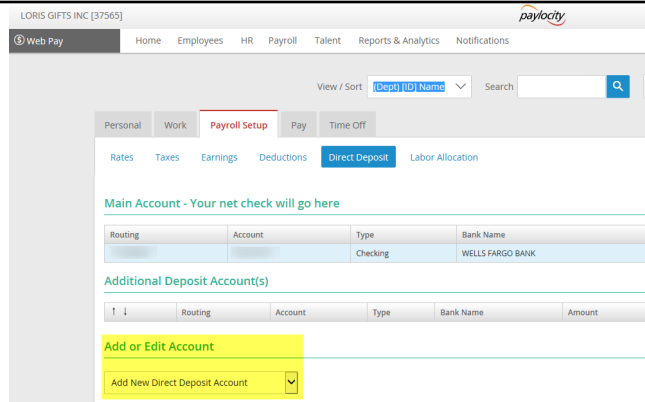 LORIS GIFTS INC [37565]
paylocity
Web Pay Home Employees HR Payroll Talent Reports & Analytics Notifications
View / Sort (Dept) [ID] Name Search
Personal Work Payroll Setup Pay Time Off
Rates Taxes Earnings Deductions Direct Deposit Labor Allocation
Main Account - Your net check will go here
Routing Account Type Bank Name
Checking WELLS FARGO BANK
Additional Deposit Account(s)
↑ ↓ Routing Account Type Bank Name Amount
Add or Edit Account
Add New Direct Deposit Account